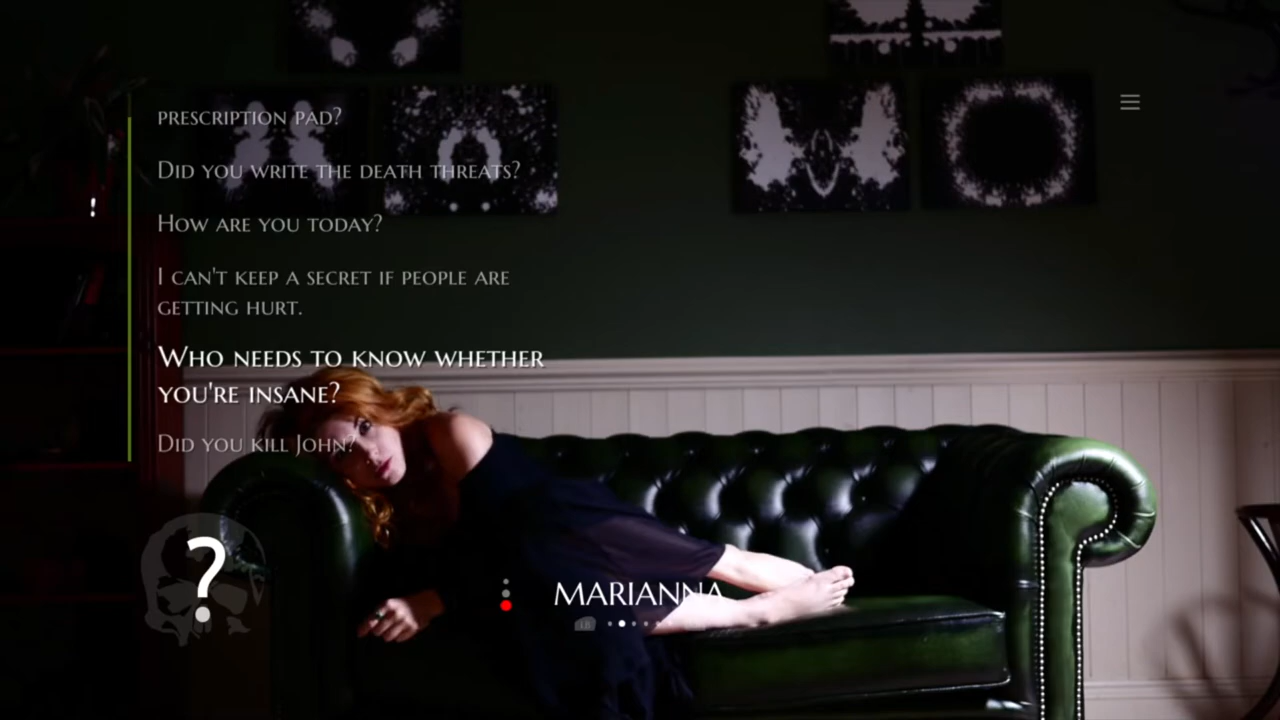 PRESCRIPTION PAD?
DID YOU WRITE THE DEATH THREATS?
HOW ARE YOU TODAY?
I CAN'T KEEP A SECRET IF PEOPLE ARE
GETTING HURT.
WHO NEEDS TO KNOW WHETHER
YOU'RE INSANE?
DID YOU KILL JOHN?
?
MARIANNA